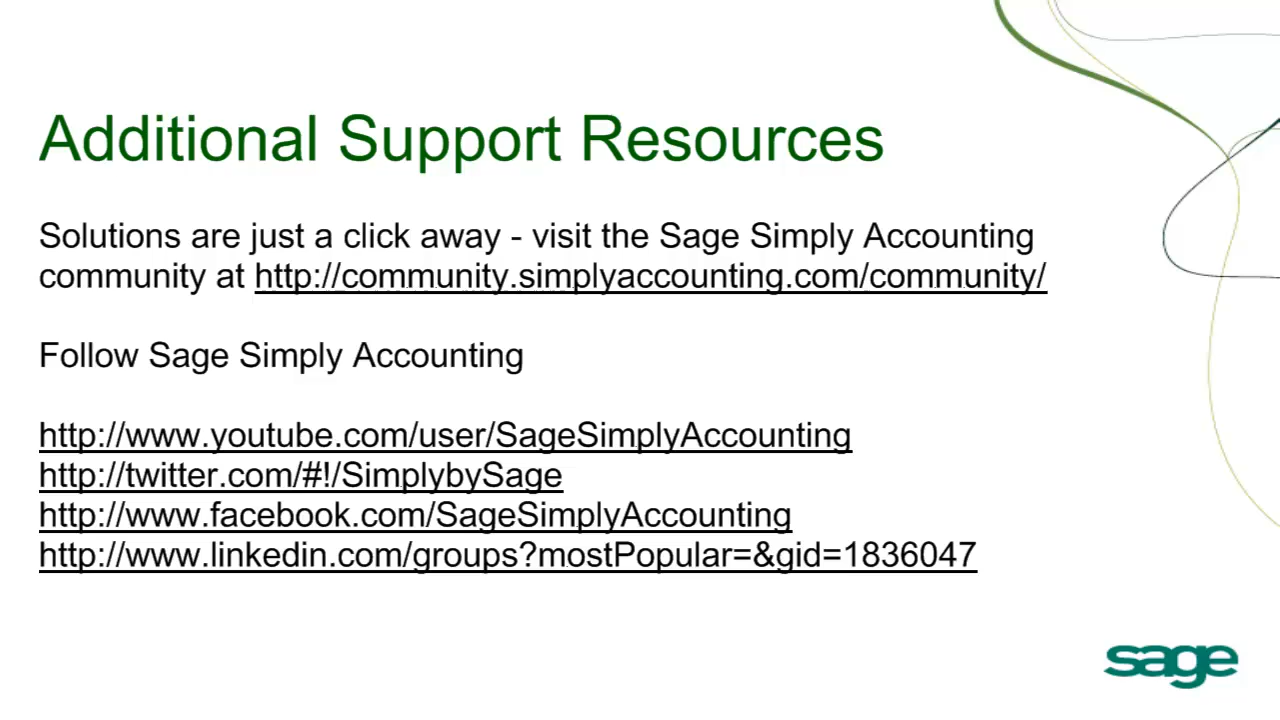 Additional Support Resources
Solutions are just a click away - visit the Sage Simply Accounting
community at http://community.simplyaccounting.com/community/
Follow Sage Simply Accounting
http://www.youtube.com/user/SageSimplyAccounting
http://twitter.com/#!/SimplybySage
http://www.facebook.com/SageSimplyAccounting
http://www.linkedin.com/groups?mostPopular=&gid=1836047
sage